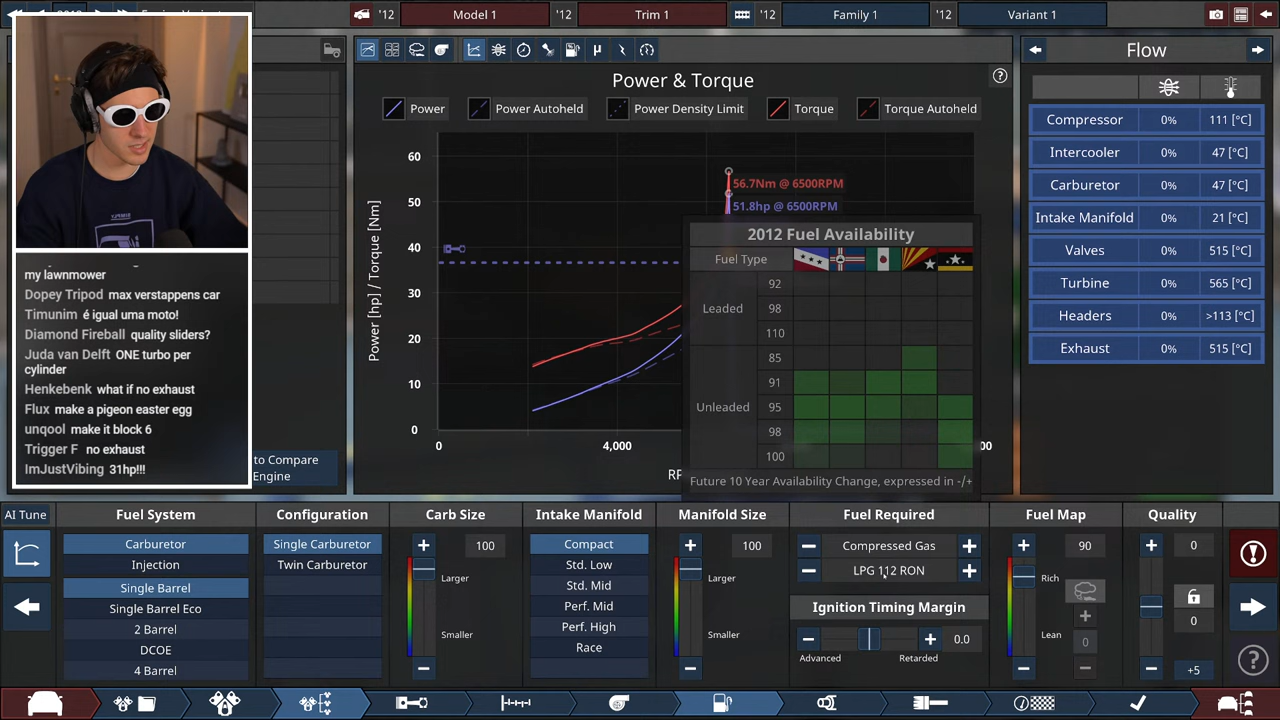 '12
Model 1
'12
Trim 1
'12
Family 1
'12
Variant 1
my lawnmower
Dopey Tripod max verstappens car
Timunim é igual uma moto!
Diamond Fireball quality sliders?
Juda van Delft ONE turbo per
cylinder
Henkebenk what if no exhaust
Flux make a pigeon easter egg
unqool make it block 6
Trigger F no exhaust
ImJustVibing 31hp!!!
to Compare
Engine
Power & Torque
Power
Power Autoheld
Power Density Limit
Torque
Torque Autoheld
Power [hp] / Torque [Nm]
60
50
40
30
20
10
0
0
4,000
00
56.7Nm @ 6500RPM
51.8hp @ 6500RPM
2012 Fuel Availability
Fuel Type
Leaded
92
98
110
Unleaded
85
91
95
98
100
Future 10 Year Availability Change, expressed in -/+
Flow
Compressor 0% 111 [°C]
Intercooler 0% 47 [°C]
Carburetor 0% 47 [°C]
Intake Manifold 0% 21 [°C]
Valves 0% 515 [°C]
Turbine 0% 565 [°C]
Headers 0% >113 [°C]
Exhaust 0% 515 [°C]
AI Tune
Fuel System
Carburetor
Injection
Single Barrel
Single Barrel Eco
2 Barrel
DCOE
4 Barrel
Configuration
Single Carburetor
Twin Carburetor
Carb Size
100
Larger
Smaller
Intake Manifold
Compact
Std. Low
Std. Mid
Perf. Mid
Perf. High
Race
Manifold Size
100
Larger
Smaller
Fuel Required
Compressed Gas
LPG 112 RON
Ignition Timing Margin
0.0
Advanced
Retarded
Fuel Map
90
Rich
0
Lean
Quality
0
0
+5